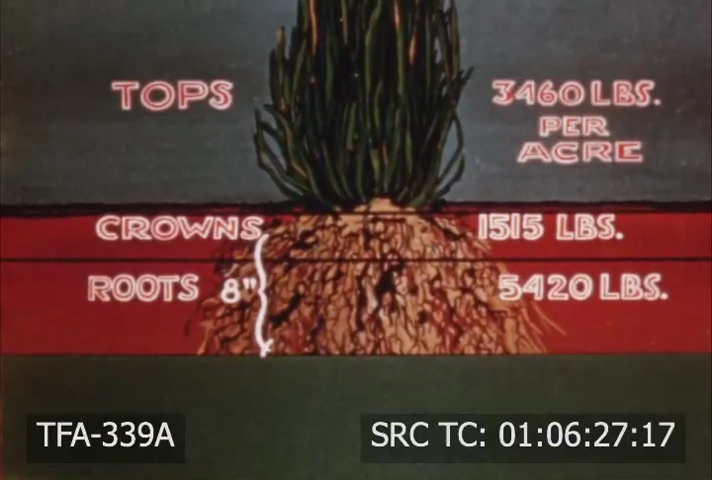 TOPS
3460 LBS.
PER
ACRE
CROWNS
1515 LBS.
ROOTS 8"
5420 LBS.
TFA-339A
SRC TC: 01:06:27:17